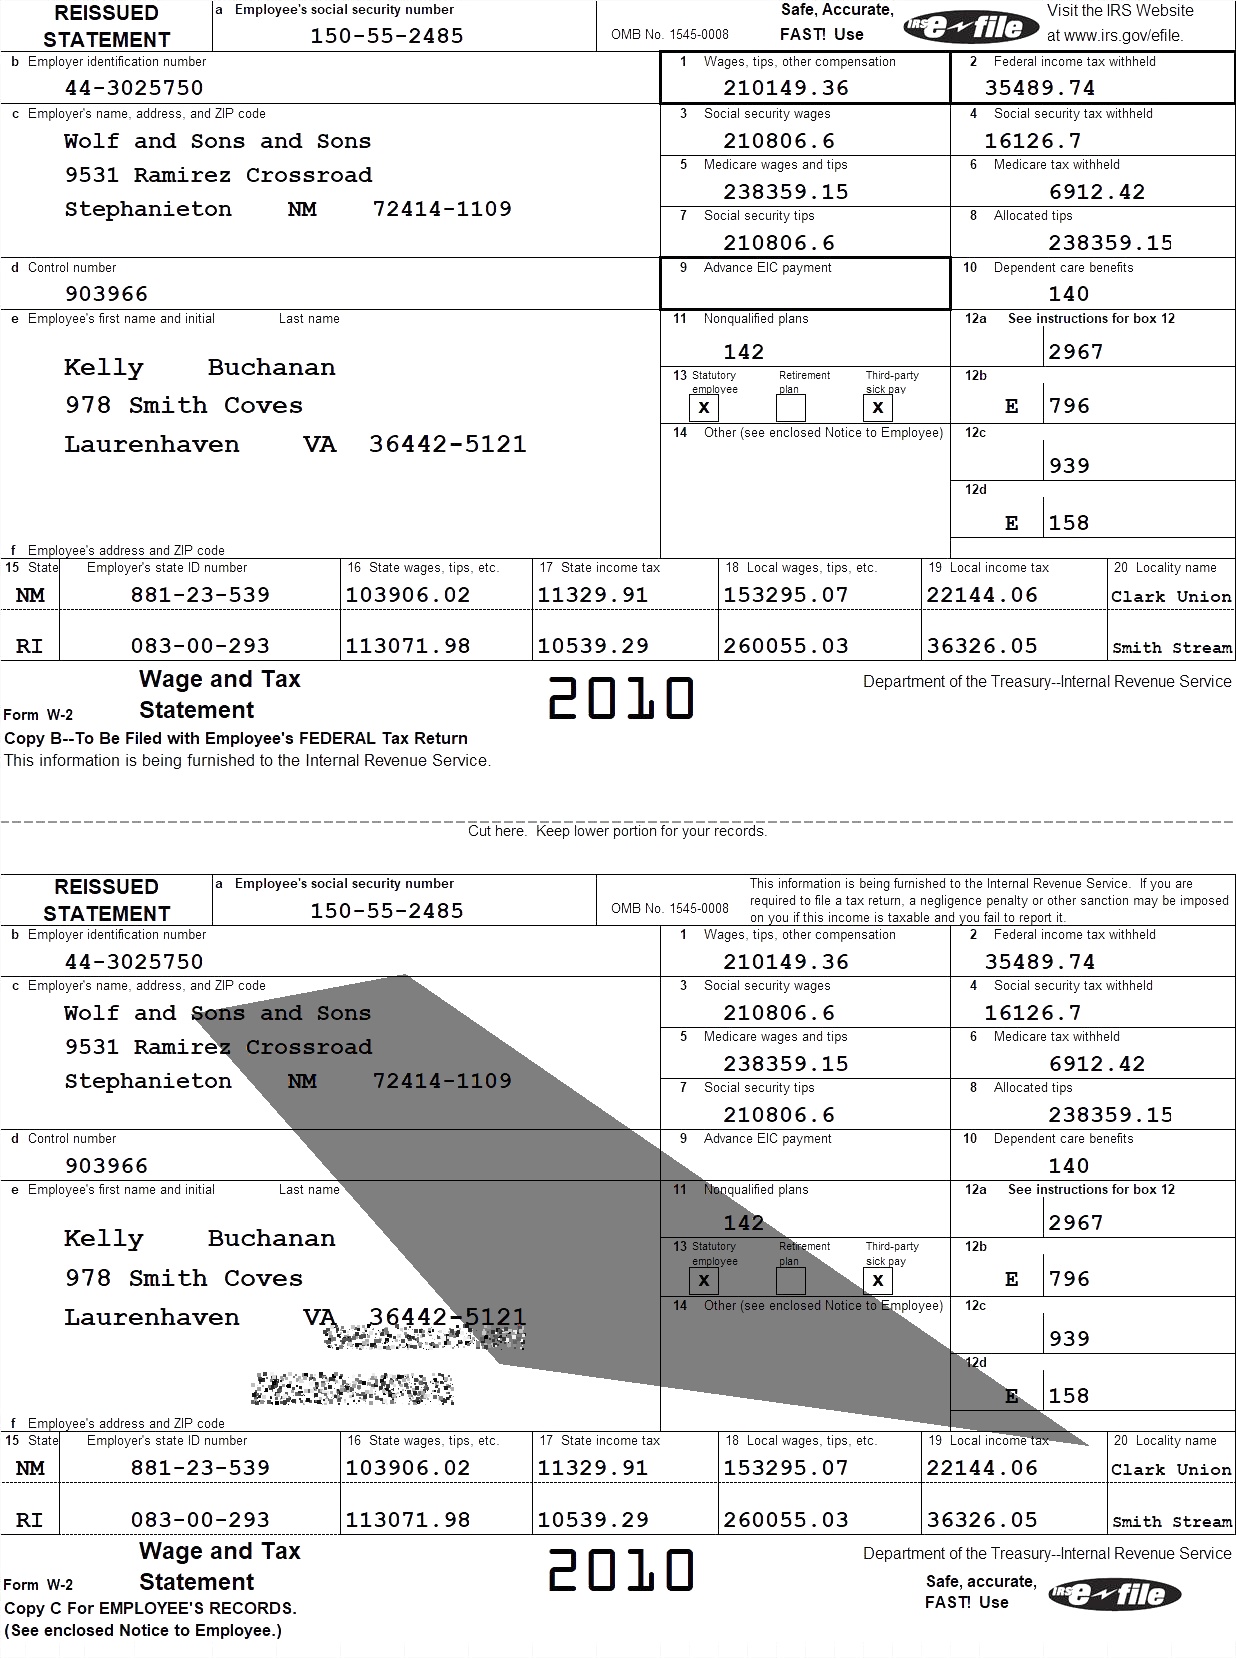 REISSUED STATEMENT
a Employee's social security number
150-55-2485
OMB No. 1545-0008
Safe, Accurate, FAST! Use
IRS e-file
Visit the IRS Website at www.irs.gov/efile.
b Employer identification number
44-3025750
1 Wages, tips, other compensation
210149.36
2 Federal income tax withheld
35489.74
c Employer's name, address, and ZIP code
Wolf and Sons and Sons
9531 Ramirez Crossroad
Stephanieton NM 72414-1109
3 Social security wages
210806.6
4 Social security tax withheld
16126.7
5 Medicare wages and tips
238359.15
6 Medicare tax withheld
6912.42
7 Social security tips
210806.6
8 Allocated tips
238359.15
d Control number
903966
9 Advance EIC payment
10 Dependent care benefits
140
e Employee's first name and initial Last name
Kelly Buchanan
978 Smith Coves
Laurenhaven VA 36442-5121
11 Nonqualified plans
142
12a See instructions for box 12
2967
13 Statutory employee Retirement plan Third-party sick pay
X X
12b
E 796
14 Other (see enclosed Notice to Employee)
12c
939
12d
E 158
f Employee's address and ZIP code
15 State Employer's state ID number 16 State wages, tips, etc. 17 State income tax 18 Local wages, tips, etc. 19 Local income tax 20 Locality name
NM 881-23-539 103906.02 11329.91 153295.07 22144.06 Clark Union
RI 083-00-293 113071.98 10539.29 260055.03 36326.05 Smith Stream
Form W-2 Wage and Tax Statement
2010
Department of the Treasury--Internal Revenue Service
Copy B--To Be Filed with Employee's FEDERAL Tax Return
This information is being furnished to the Internal Revenue Service.
Cut here. Keep lower portion for your records.
REISSUED STATEMENT
a Employee's social security number
150-55-2485
OMB No. 1545-0008
This information is being furnished to the Internal Revenue Service. If you are
required to file a tax return, a negligence penalty or other sanction may be imposed
on you if this income is taxable and you fail to report it.
b Employer identification number
44-3025750
1 Wages, tips, other compensation
210149.36
2 Federal income tax withheld
35489.74
c Employer's name, address, and ZIP code
Wolf and Sons and Sons
9531 Ramirez Crossroad
Stephanieton NM 72414-1109
3 Social security wages
210806.6
4 Social security tax withheld
16126.7
5 Medicare wages and tips
238359.15
6 Medicare tax withheld
6912.42
7 Social security tips
210806.6
8 Allocated tips
238359.15
d Control number
903966
9 Advance EIC payment
10 Dependent care benefits
140
e Employee's first name and initial Last name
Kelly Buchanan
978 Smith Coves
Laurenhaven VA 36442-5121
11 Nonqualified plans
142
12a See instructions for box 12
2967
13 Statutory employee Retirement plan Third-party sick pay
X X
12b
E 796
14 Other (see enclosed Notice to Employee)
12c
939
12d
E 158
f Employee's address and ZIP code
15 State Employer's state ID number 16 State wages, tips, etc. 17 State income tax 18 Local wages, tips, etc. 19 Local income tax 20 Locality name
NM 881-23-539 103906.02 11329.91 153295.07 22144.06 Clark Union
RI 083-00-293 113071.98 10539.29 260055.03 36326.05 Smith Stream
Form W-2 Wage and Tax Statement
2010
Department of the Treasury--Internal Revenue Service
Safe, accurate, FAST! Use
IRS e-file
Copy C For EMPLOYEE'S RECORDS.
(See enclosed Notice to Employee.)